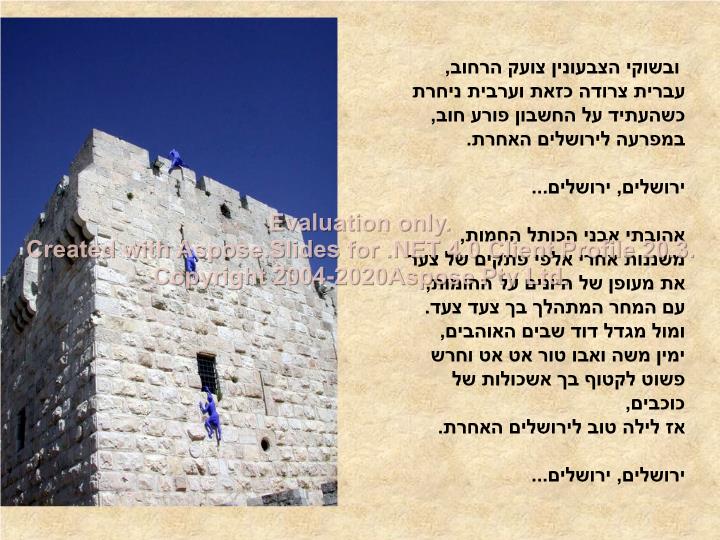 ובשוקי הצבעונין צועק הרחוב,
עברית צרודה כזאת וערבית ניחרת
כשהעתיד על החשבון פורע חוב,
במפרעה לירושלים האחרת.
ירושלים, ירושלים...
אהובתי אבני הכותל החמות,
משננות אחרי אלפי פתקים של צער
את מעופן של היונים על החומות,
עם המחר המתהלך בך צעד צעד.
ומול מגדל דוד שבים האוהבים,
ימין משה ואבו טור אט אט וחרש
פשוט לקטוף בך אשכולות של
כוכבים,
אז לילה טוב לירושלים האחרת.
ירושלים, ירושלים...
Evaluation only.
Created with Aspose.Slides for .NET 4.0 Client Profile 20.3.
Copyright 2004-2020Aspose Pty Ltd.